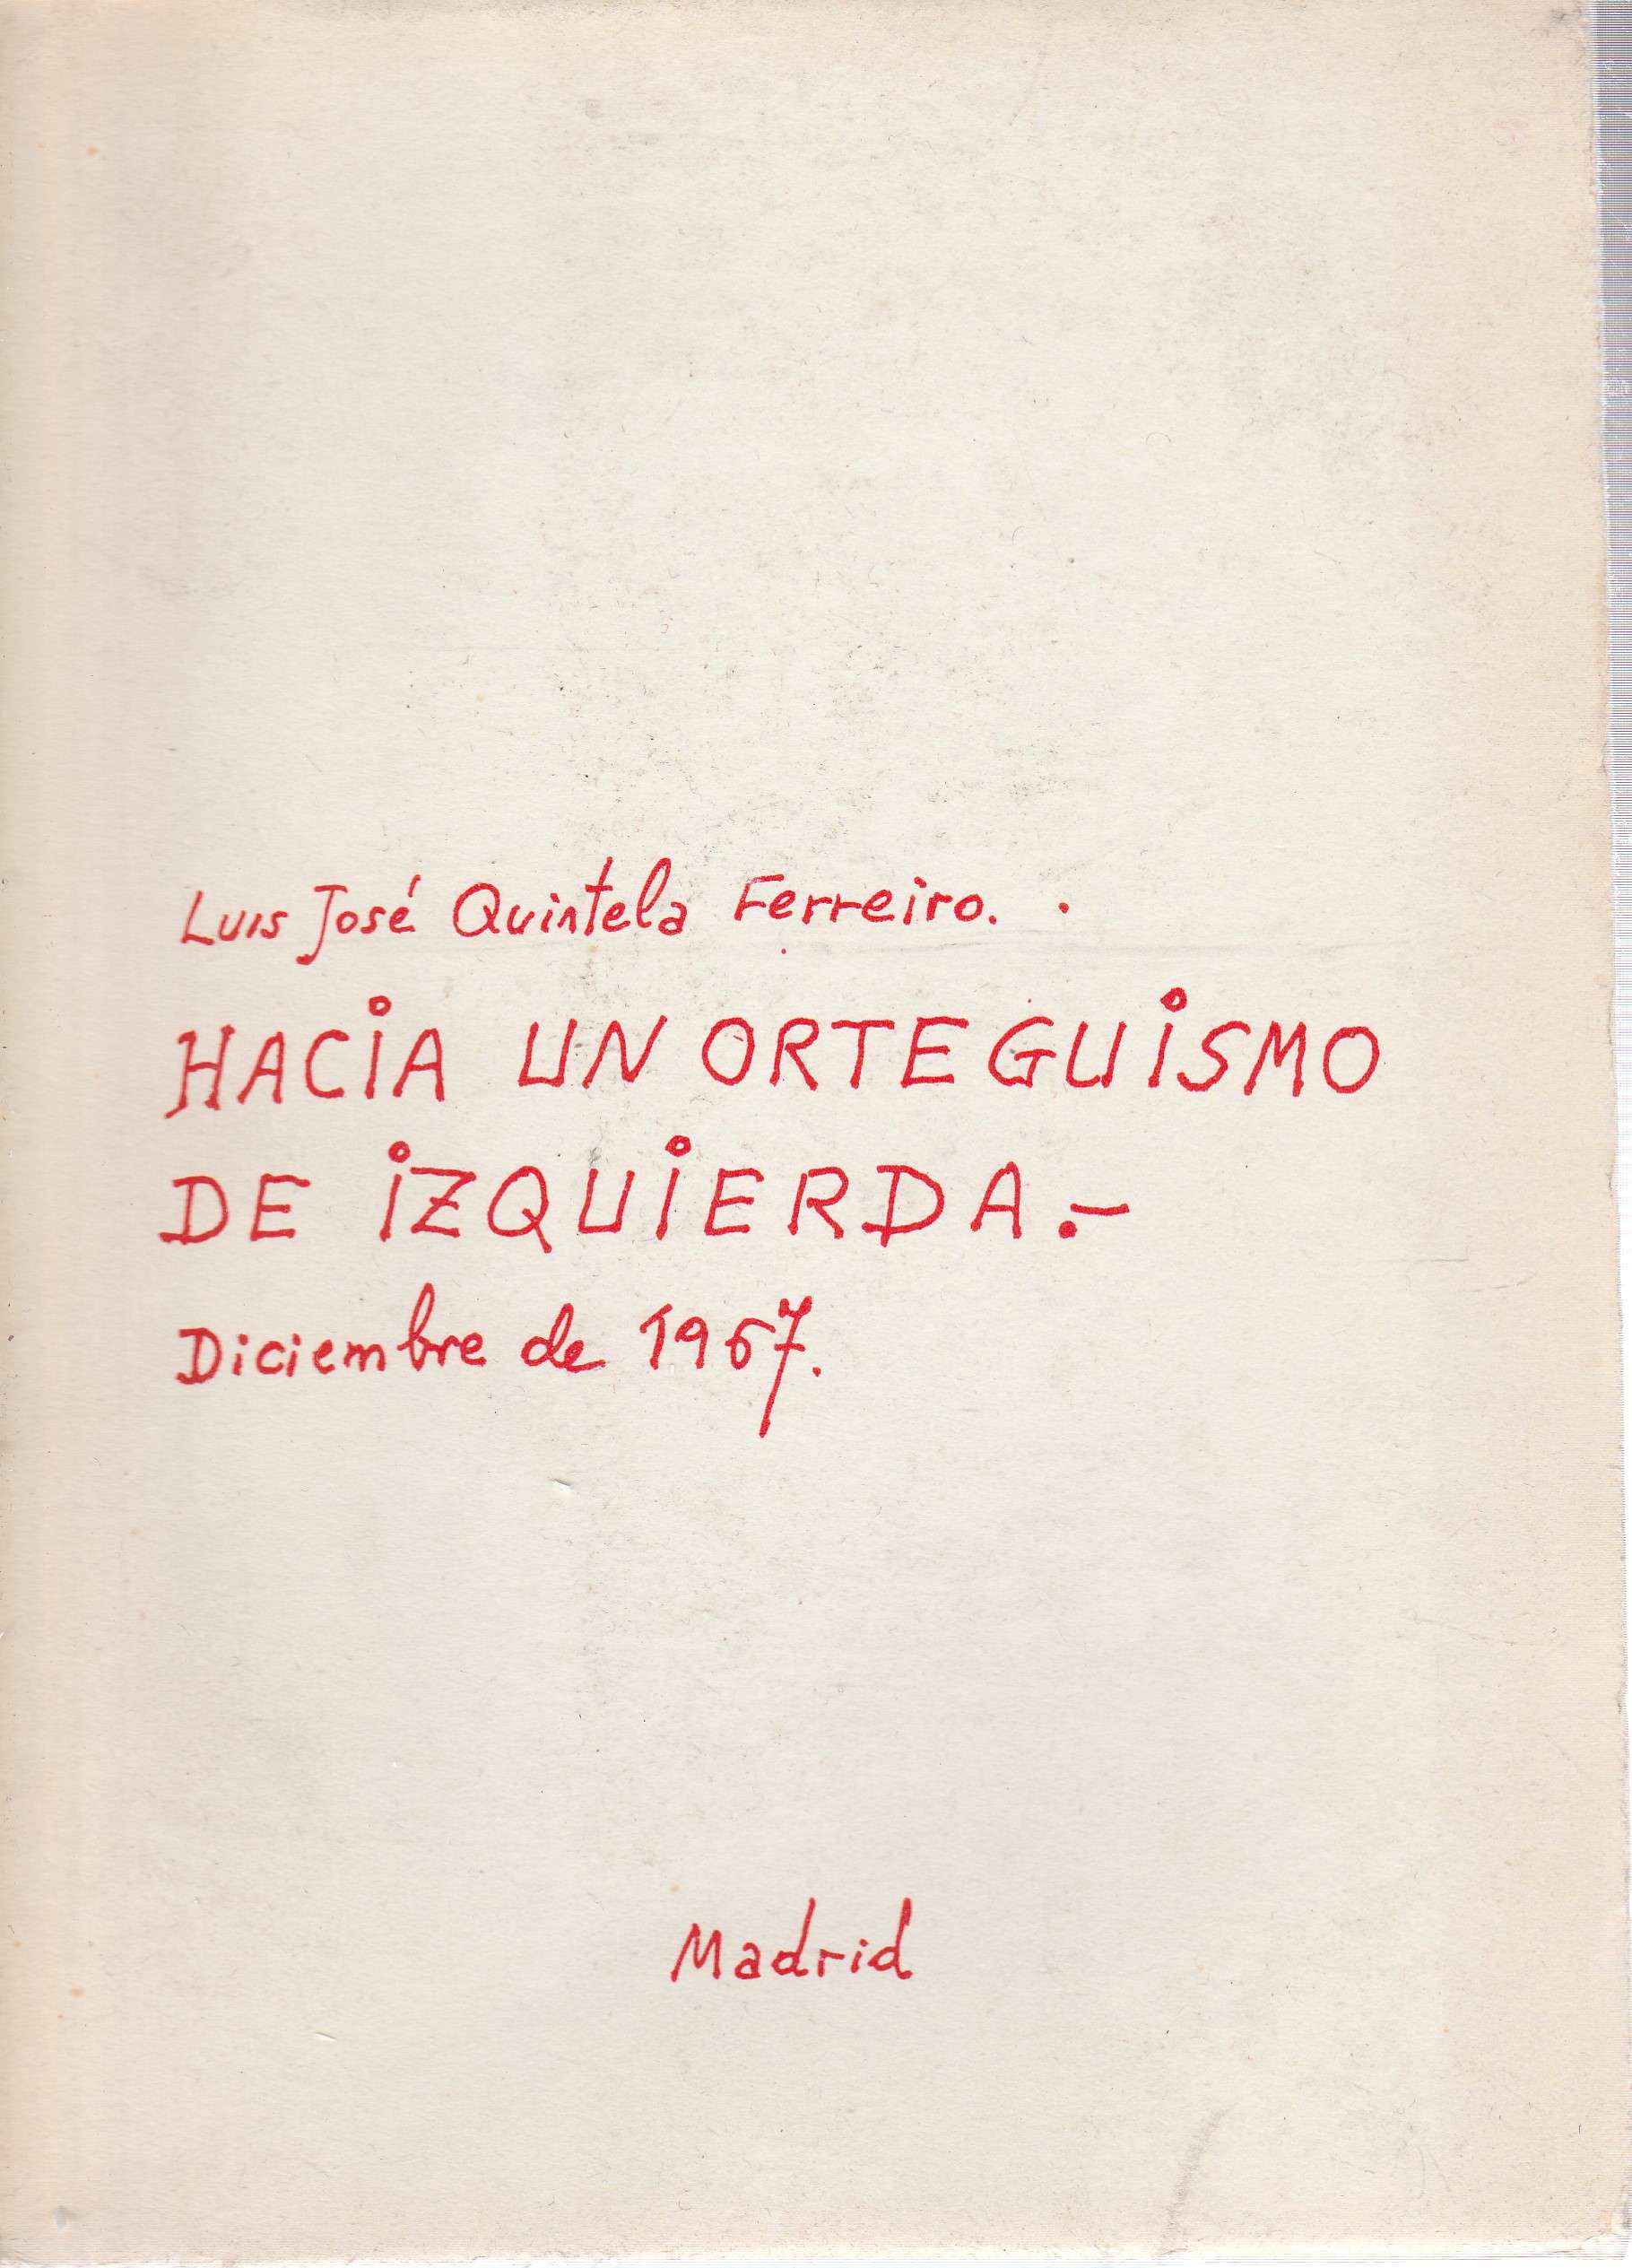 Luis José Quintela Ferreiro.
HACIA UN ORTEGUISMO
DE IZQUIERDA.-
Diciembre de 1967.
Madrid